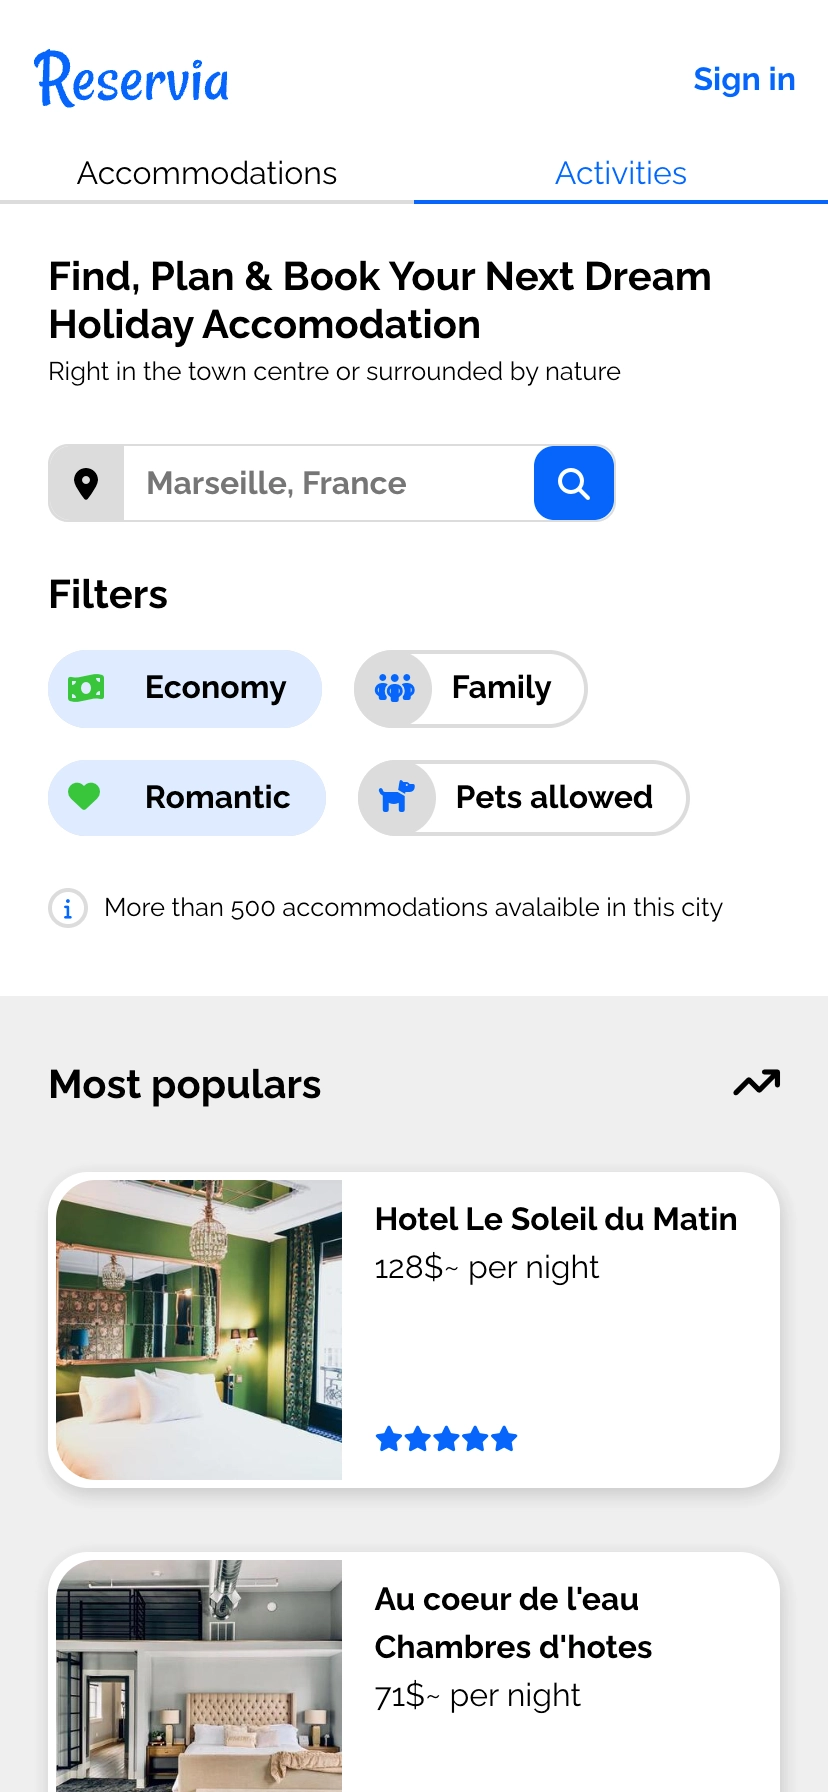 Reservia
Sign in
Accommodations
Activities
Find, Plan & Book Your Next Dream
Holiday Accomodation
Right in the town centre or surrounded by nature
Marseille, France
Filters
Economy
Family
Romantic
Pets allowed
More than 500 accommodations avalaible in this city
Most populars
Hotel Le Soleil du Matin
128$~ per night
Au coeur de l'eau
Chambres d'hotes
71$~ per night